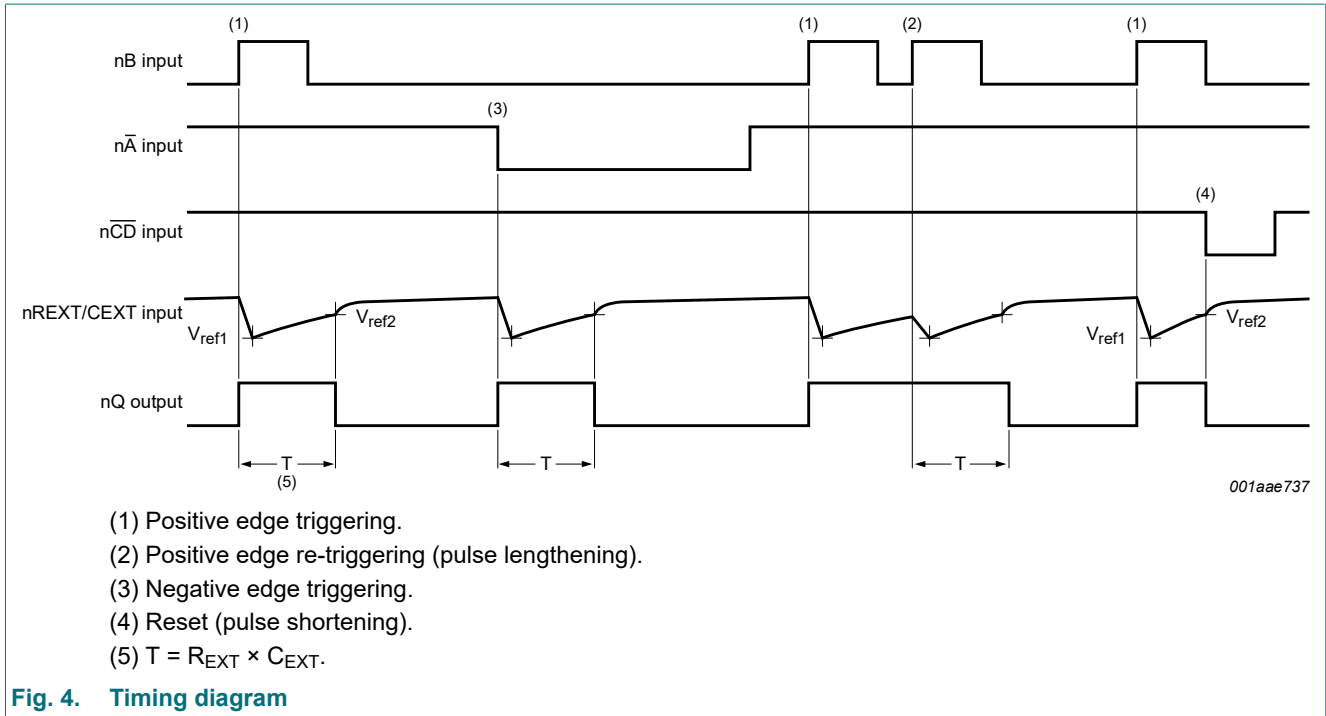 (1) (1) (2) (1)
nB input
(3)
nA̅ input
(4)
nC̅D̅ input
nREXT/CEXT input
Vref1 Vref2 Vref1 Vref2
nQ output
T T T
(5)
001aae737
(1) Positive edge triggering.
(2) Positive edge re-triggering (pulse lengthening).
(3) Negative edge triggering.
(4) Reset (pulse shortening).
(5) T = REXT × CEXT.
Fig. 4. Timing diagram